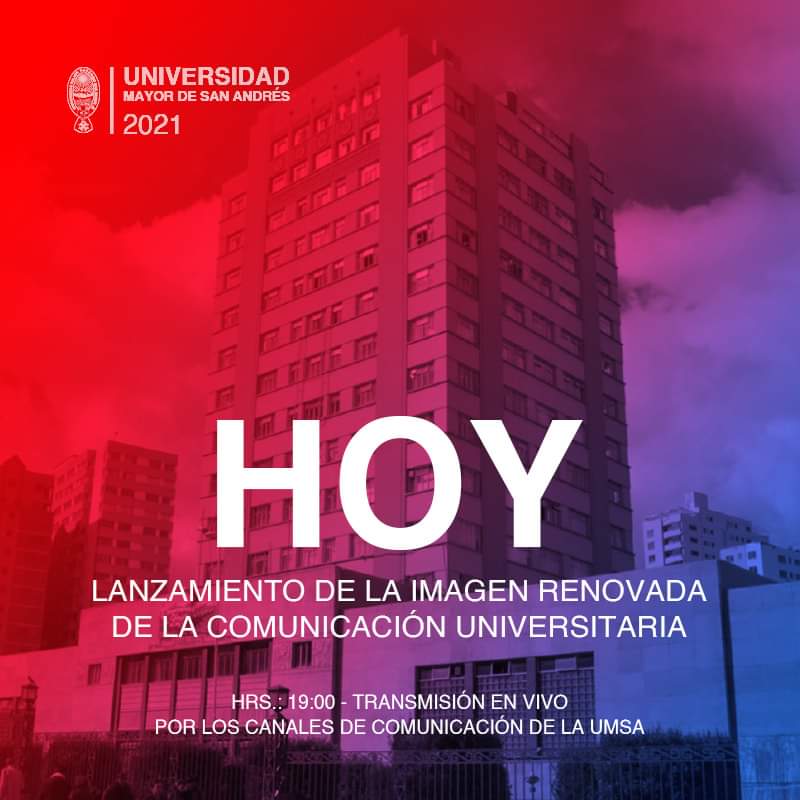 UNIVERSIDAD
MAYOR DE SAN ANDRÉS
2021
HOY
LANZAMIENTO DE LA IMAGEN RENOVADA
DE LA COMUNICACIÓN UNIVERSITARIA
HRS.: 19:00 - TRANSMISIÓN EN VIVO
POR LOS CANALES DE COMUNICACIÓN DE LA UMSA